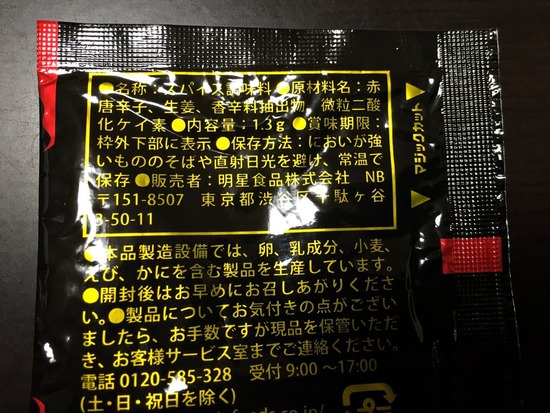 ●名称：スパイス調味料 ●原材料名：赤
唐辛子、生姜、香辛料抽出物、微粒二酸
化ケイ素 ●内容量：1.3g ●賞味期限：
枠外下部に表示 ●保存方法：においが強
いもののそばや直射日光を避け、常温で
保存 ●販売者：明星食品株式会社 NB
〒151-8507 東京都渋谷区千駄ヶ谷
3-50-11
●本品製造設備では、卵、乳成分、小麦、
えび、かにを含む製品を生産しています。
●開封後はお早めにお召しあがりくださ
い。●製品についてお気付きの点がござい
ましたら、お手数ですが現品を保管いただ
き、お客様サービス室までご連絡ください。
電話 0120-585-328 受付 9:00～17:00
(土・日・祝日を除く)
マジックカット